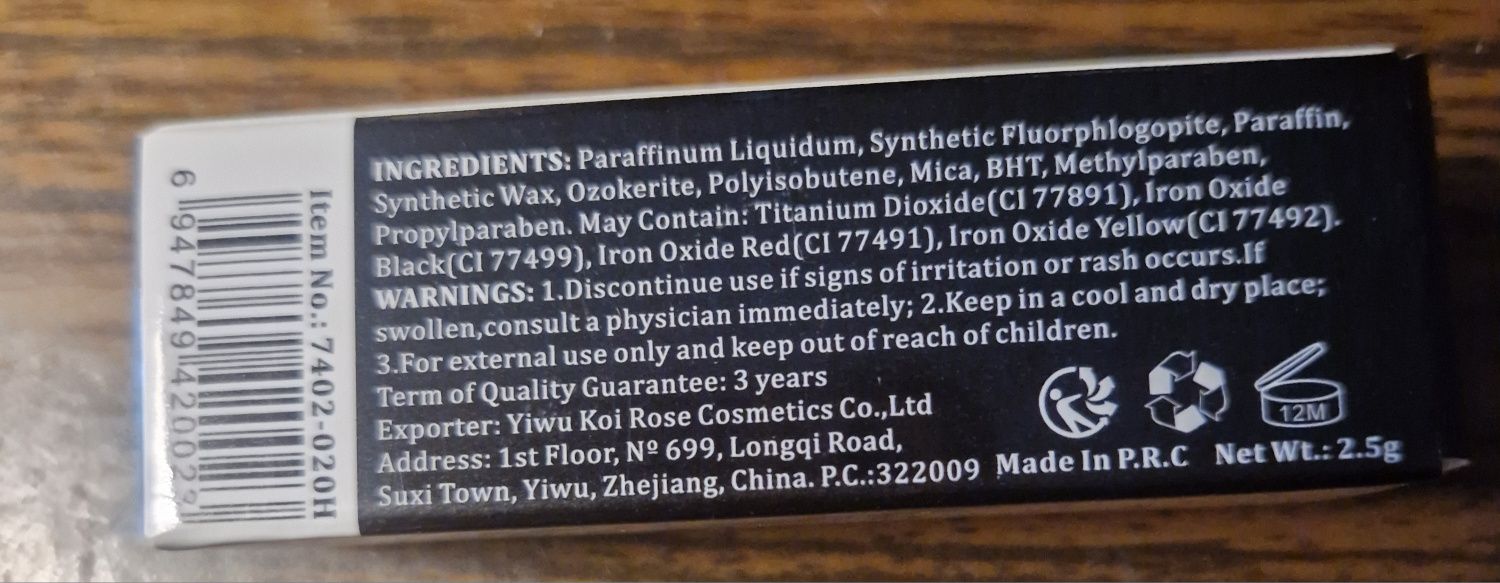 INGREDIENTS: Paraffinum Liquidum, Synthetic Fluorphlogopite, Paraffin,
Synthetic Wax, Ozokerite, Polyisobutene, Mica, BHT, Methylparaben,
Propylparaben. May Contain: Titanium Dioxide(CI 77891), Iron Oxide
Black(CI 77499), Iron Oxide Red(CI 77491), Iron Oxide Yellow(CI 77492).
WARNINGS: 1.Discontinue use if signs of irritation or rash occurs.If
swollen,consult a physician immediately; 2.Keep in a cool and dry place;
3.For external use only and keep out of reach of children.
Term of Quality Guarantee: 3 years
Exporter: Yiwu Koi Rose Cosmetics Co.,Ltd
Address: 1st Floor, Nº 699, Longqi Road,
Suxi Town, Yiwu, Zhejiang, China. P.C.:322009
12M
Made In P.R.C Net Wt.: 2.5g
Item No.: 7402-020H
6 947849 420029